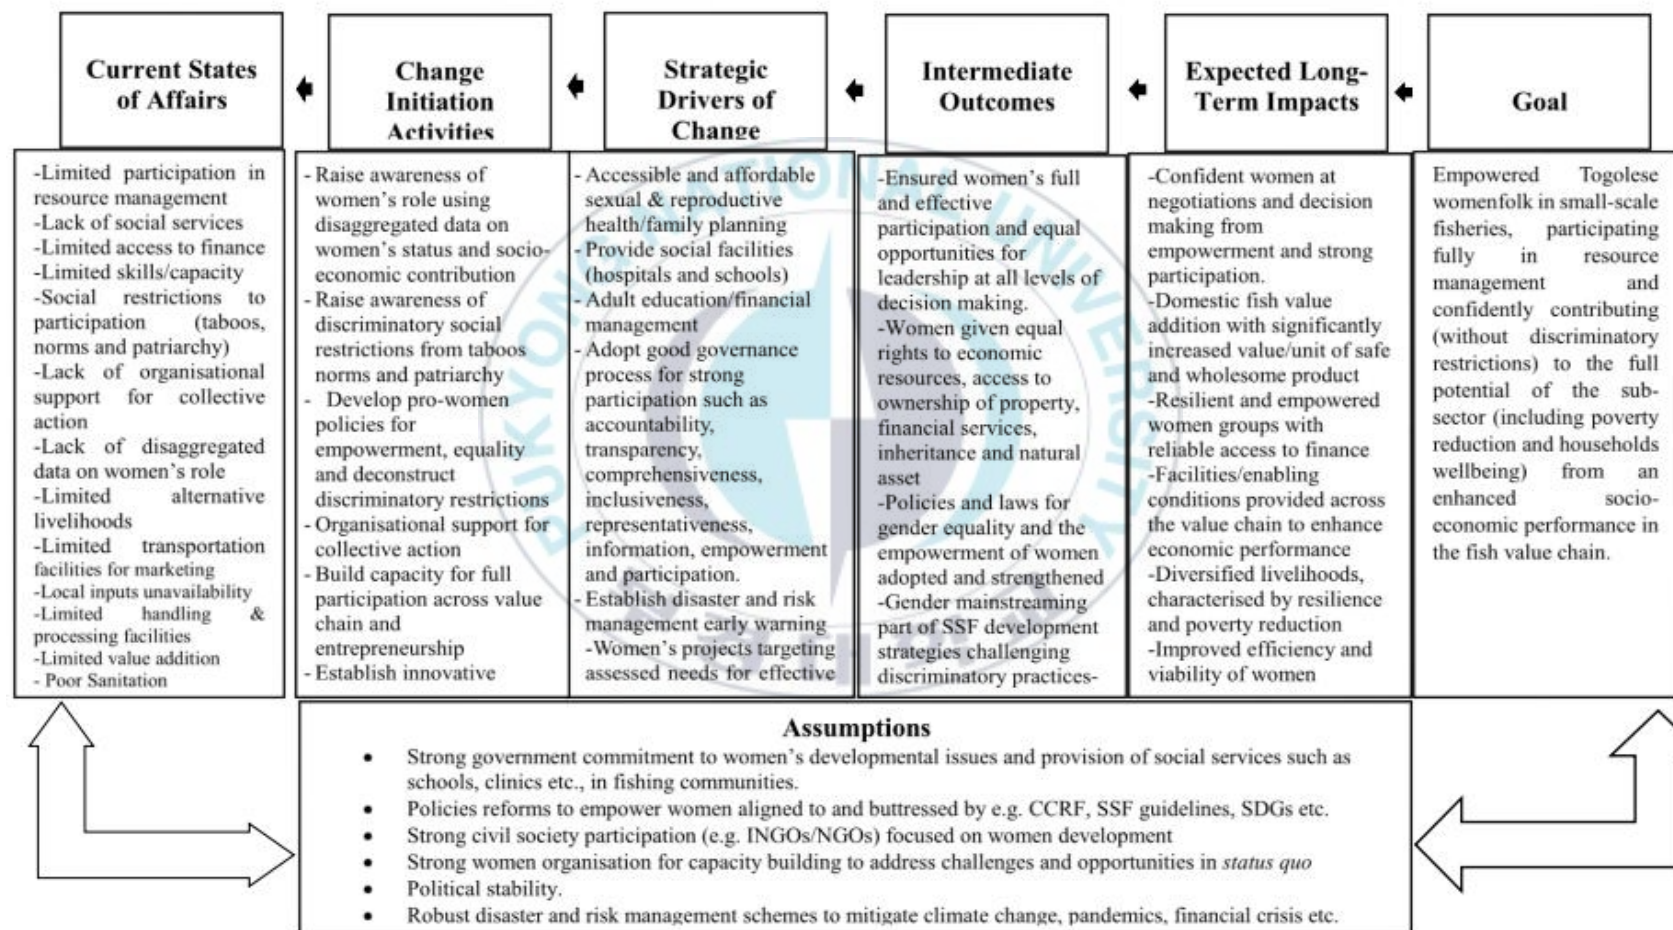 Current States
of Affairs
Change
Initiation
Activities
Strategic
Drivers of
Change
Intermediate
Outcomes
Expected Long-
Term Impacts
Goal
-Limited participation in
resource management
-Lack of social services
-Limited access to finance
-Limited skills/capacity
-Social restrictions to
participation (taboos,
norms and patriarchy)
-Lack of organisational
support for collective
action
-Lack of disaggregated
data on women's role
-Limited alternative
livelihoods
-Limited transportation
facilities for marketing
-Local inputs unavailability
-Limited handling &
processing facilities
-Limited value addition
- Poor Sanitation
- Raise awareness of
women's role using
disaggregated data on
women's status and socio-
economic contribution
- Raise awareness of
discriminatory social
restrictions from taboos
norms and patriarchy
- Develop pro-women
policies for
empowerment, equality
and deconstruct
discriminatory restrictions
- Organisational support for
collective action
- Build capacity for full
participation across value
chain and
entrepreneurship
- Establish innovative
- Accessible and affordable
sexual & reproductive
health/family planning
- Provide social facilities
(hospitals and schools)
- Adult education/financial
management
- Adopt good governance
process for strong
participation such as
accountability,
transparency,
comprehensiveness,
inclusiveness,
representativeness,
information, empowerment
and participation.
- Establish disaster and risk
management early warning
-Women's projects targeting
assessed needs for effective
-Ensured women's full
and effective
participation and equal
opportunities for
leadership at all levels of
decision making.
-Women given equal
rights to economic
resources, access to
ownership of property,
financial services,
inheritance and natural
asset
-Policies and laws for
gender equality and the
empowerment of women
adopted and strengthened
-Gender mainstreaming
part of SSF development
strategies challenging
discriminatory practices-
-Confident women at
negotiations and decision
making from
empowerment and strong
participation.
-Domestic fish value
addition with significantly
increased value/unit of safe
and wholesome product
-Resilient and empowered
women groups with
reliable access to finance
-Facilities/enabling
conditions provided across
the value chain to enhance
economic performance
-Diversified livelihoods,
characterised by resilience
and poverty reduction
-Improved efficiency and
viability of women
Empowered Togolese
womenfolk in small-scale
fisheries, participating
fully in resource
management and
confidently contributing
(without discriminatory
restrictions) to the full
potential of the sub-
sector (including poverty
reduction and households
wellbeing) from an
enhanced socio-
economic performance in
the fish value chain.
PUKYONG NATIONAL UNIVERSITY
Assumptions
• Strong government commitment to women's developmental issues and provision of social services such as
schools, clinics etc., in fishing communities.
• Policies reforms to empower women aligned to and buttressed by e.g. CCRF, SSF guidelines, SDGs etc.
• Strong civil society participation (e.g. INGOs/NGOs) focused on women development
• Strong women organisation for capacity building to address challenges and opportunities in status quo
• Political stability.
• Robust disaster and risk management schemes to mitigate climate change, pandemics, financial crisis etc.